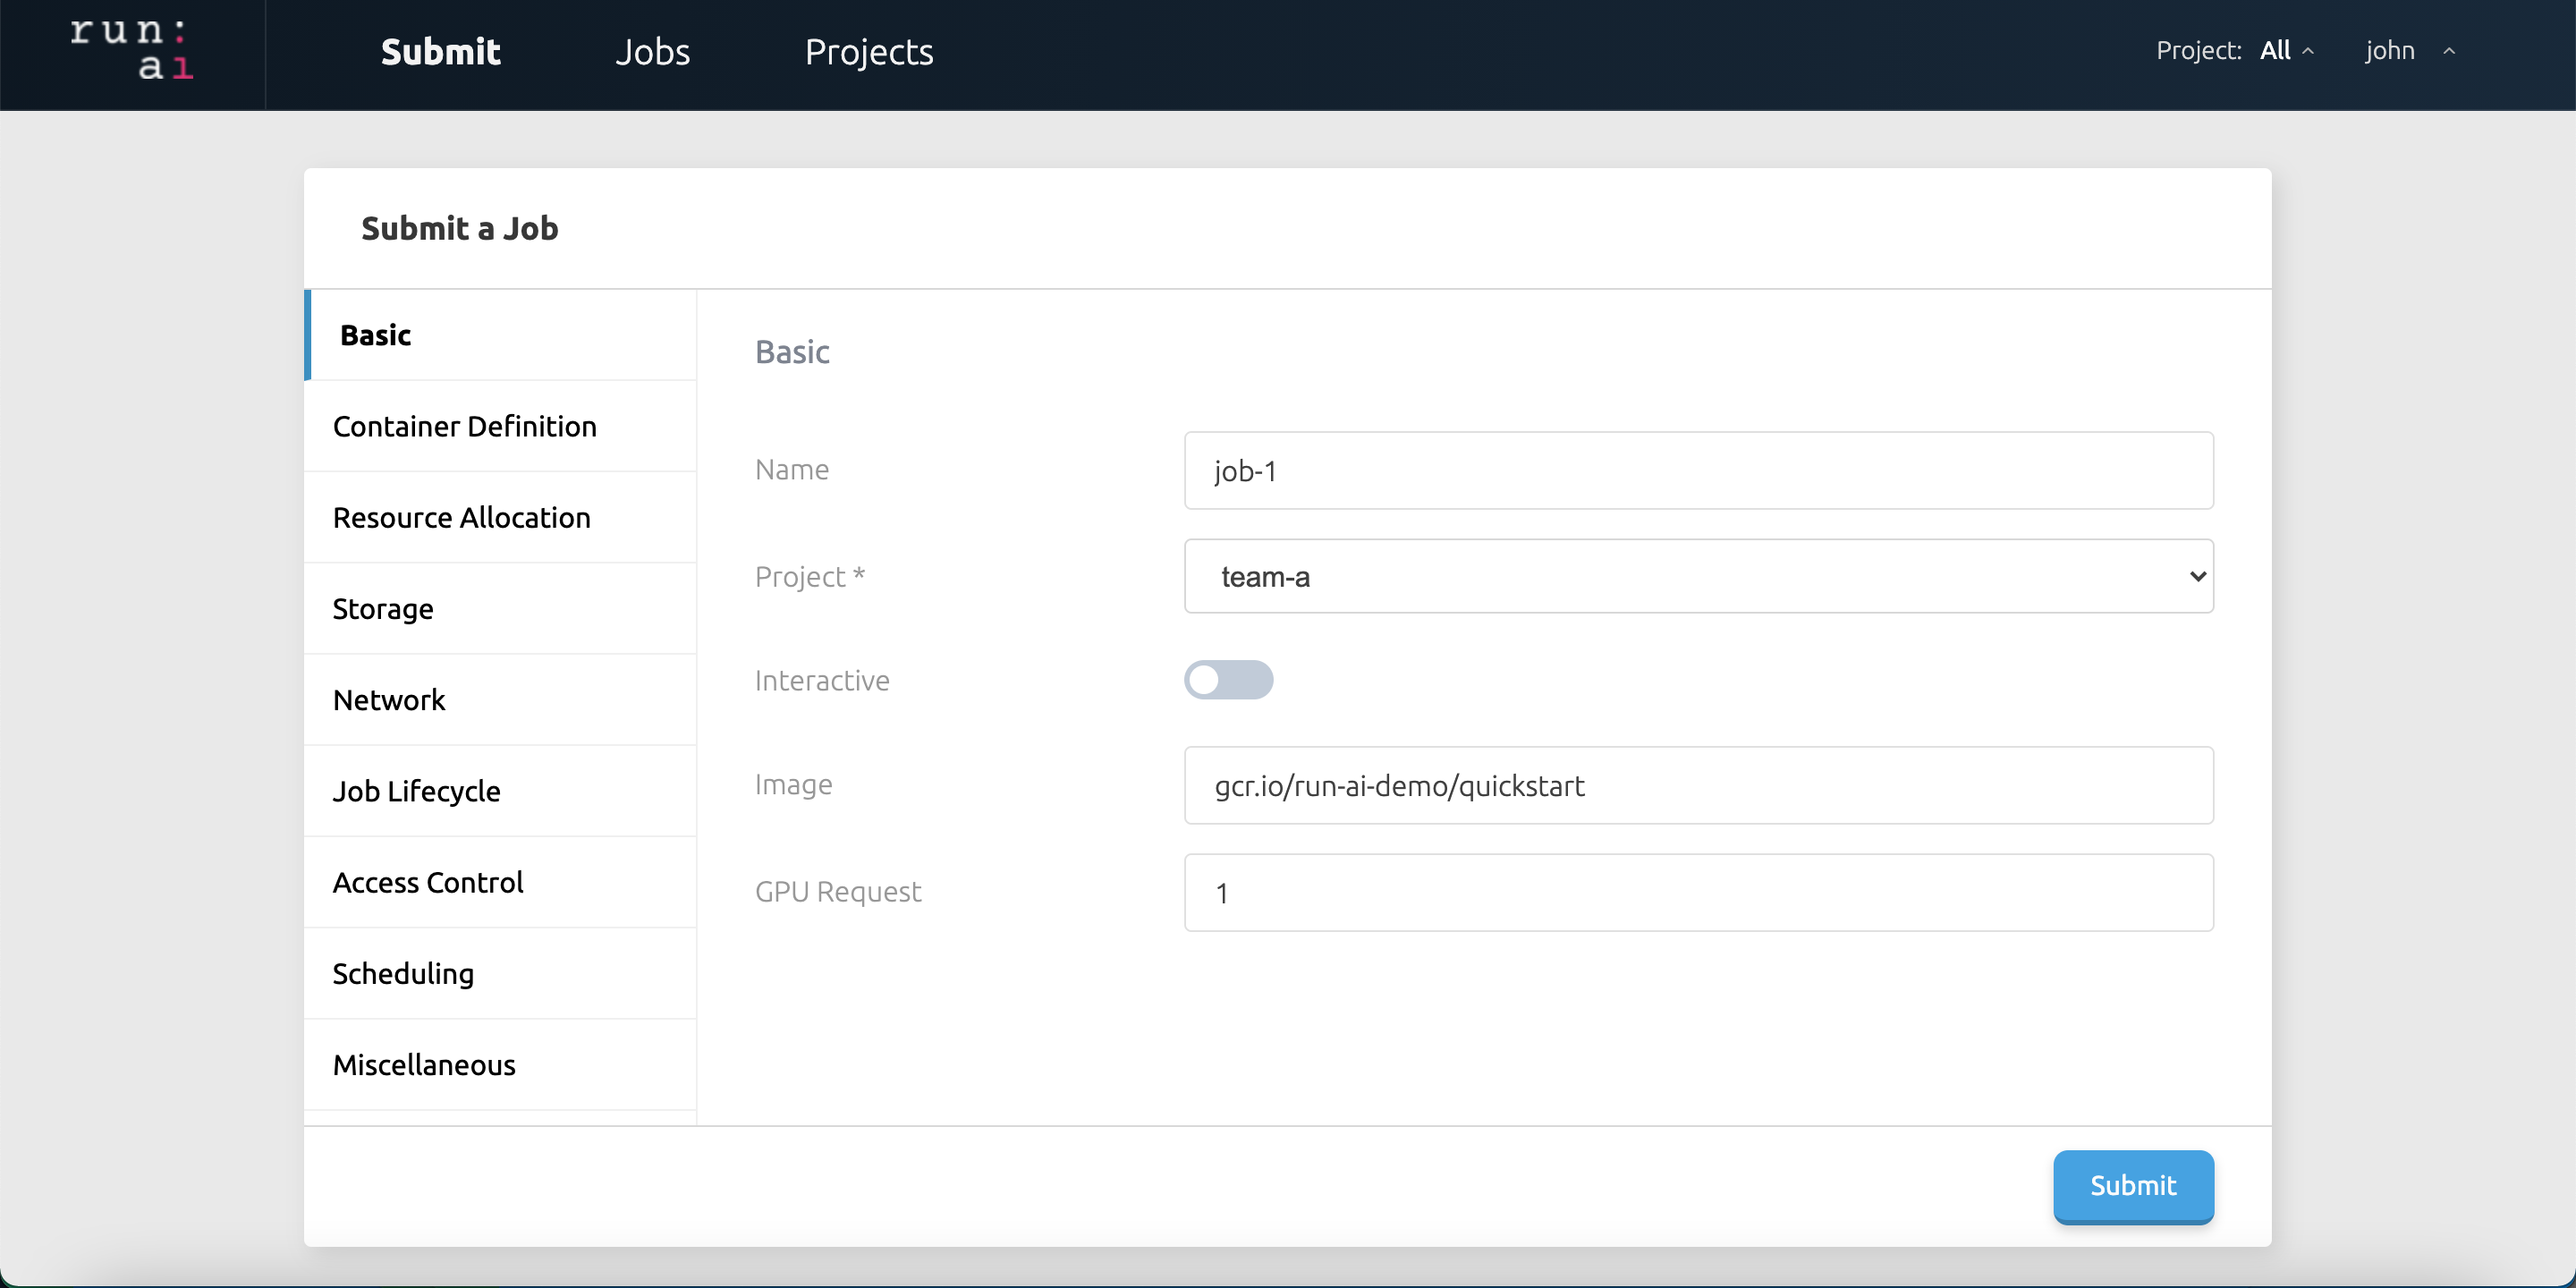 run:
ai
Submit Jobs Projects Project: All john
Submit a Job
Basic
Container Definition
Resource Allocation
Storage
Network
Job Lifecycle
Access Control
Scheduling
Miscellaneous
Basic
Name job-1
Project * team-a
Interactive
Image gcr.io/run-ai-demo/quickstart
GPU Request 1
Submit